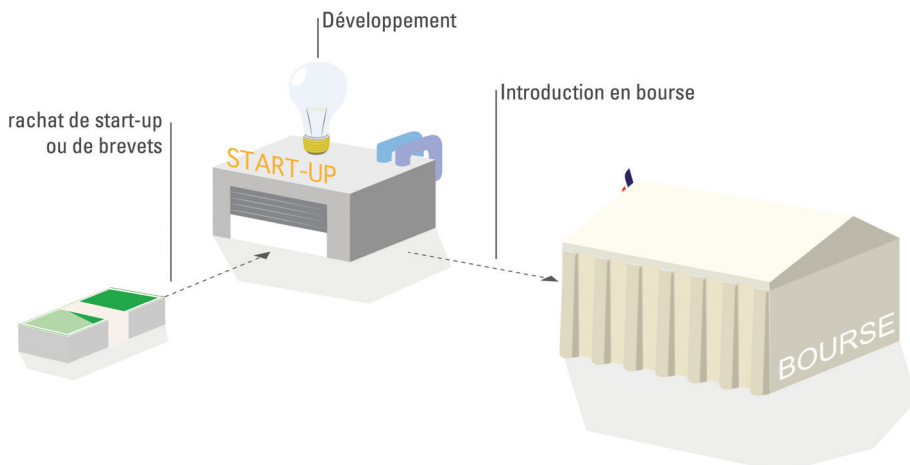 Développement
rachat de start-up
ou de brevets
Introduction en bourse
START-UP
BOURSE